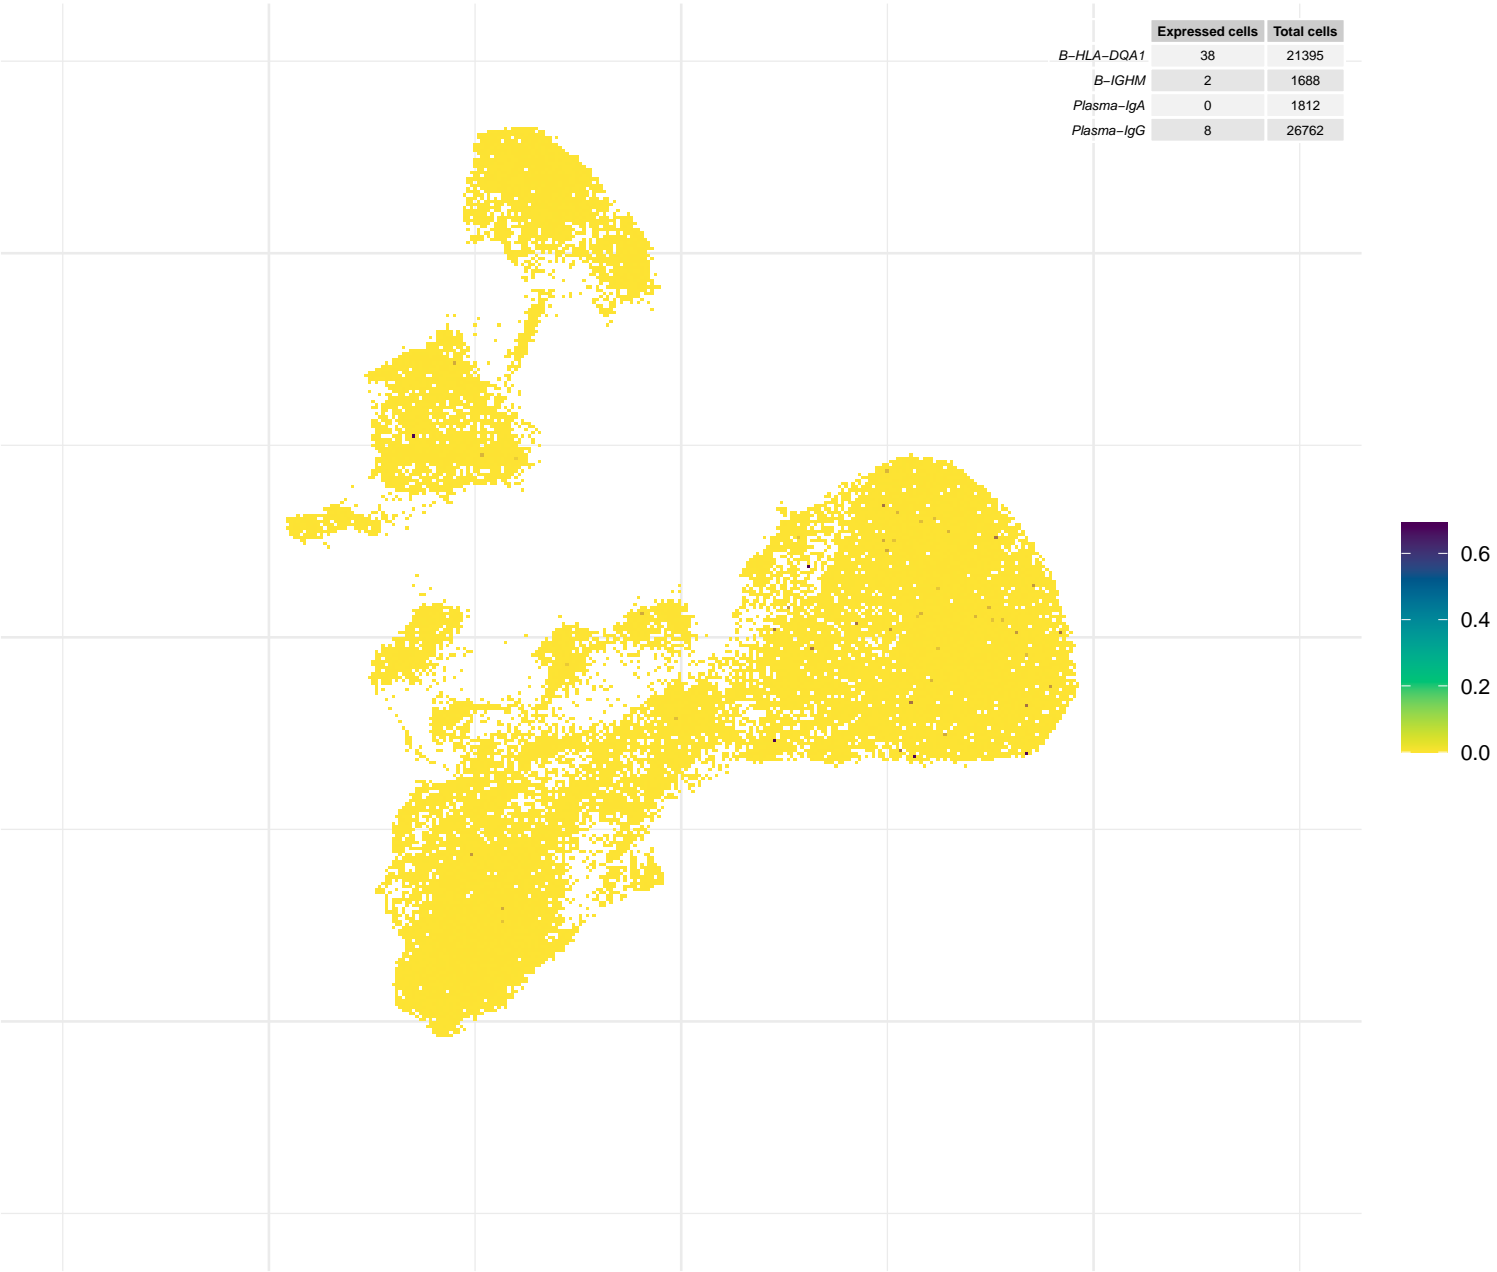 Expressed cells Total cells
B−HLA−DQA1 38 21395
B−IGHM 2 1688
Plasma−IgA 0 1812
Plasma−IgG 8 26762
0.6
0.4
0.2
0.0